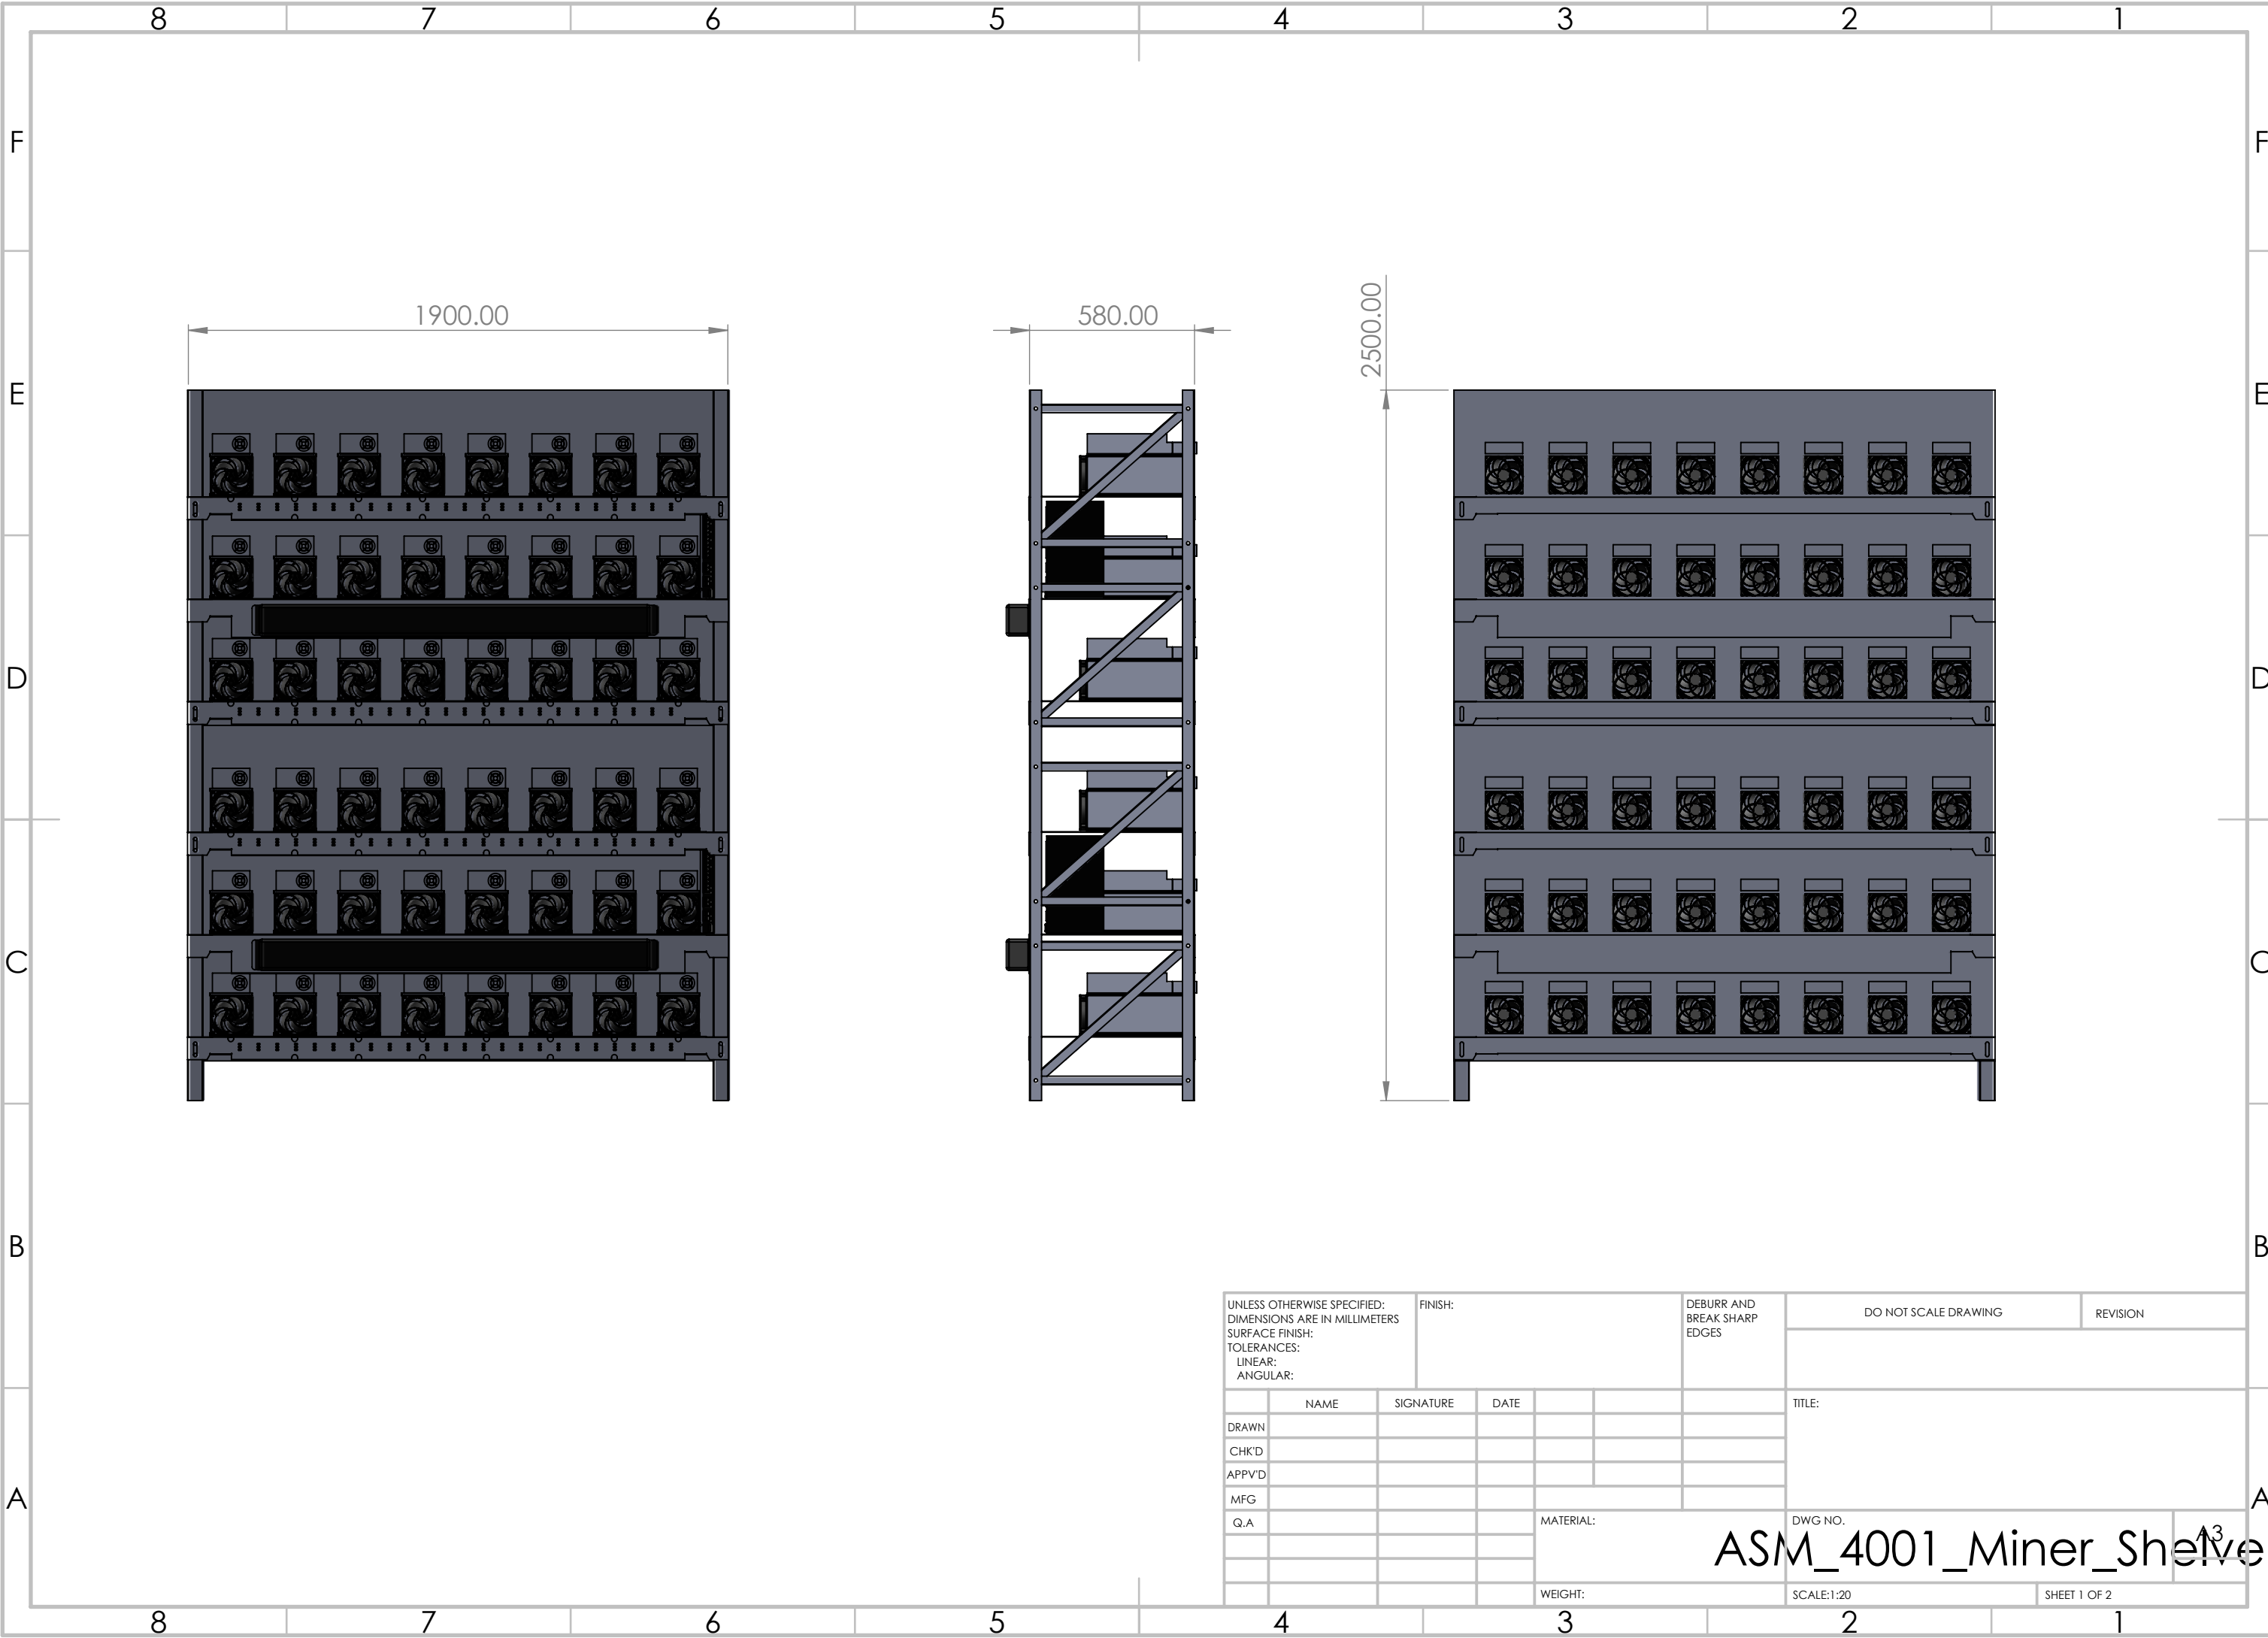 8 7 6 5 4 3 2 1
F F
1900.00 580.00 2500.00
E E
D D
C C
B B
A A
UNLESS OTHERWISE SPECIFIED:
DIMENSIONS ARE IN MILLIMETERS
SURFACE FINISH:
TOLERANCES:
LINEAR:
ANGULAR:
FINISH:
DEBURR AND
BREAK SHARP
EDGES
DO NOT SCALE DRAWING
REVISION
NAME SIGNATURE DATE
DRAWN
CHK'D
APPV'D
MFG
Q.A
TITLE:
MATERIAL:
DWG NO.
ASM_4001_Miner_Shelve
A3
WEIGHT:
SCALE:1:20
SHEET 1 OF 2
8 7 6 5 4 3 2 1